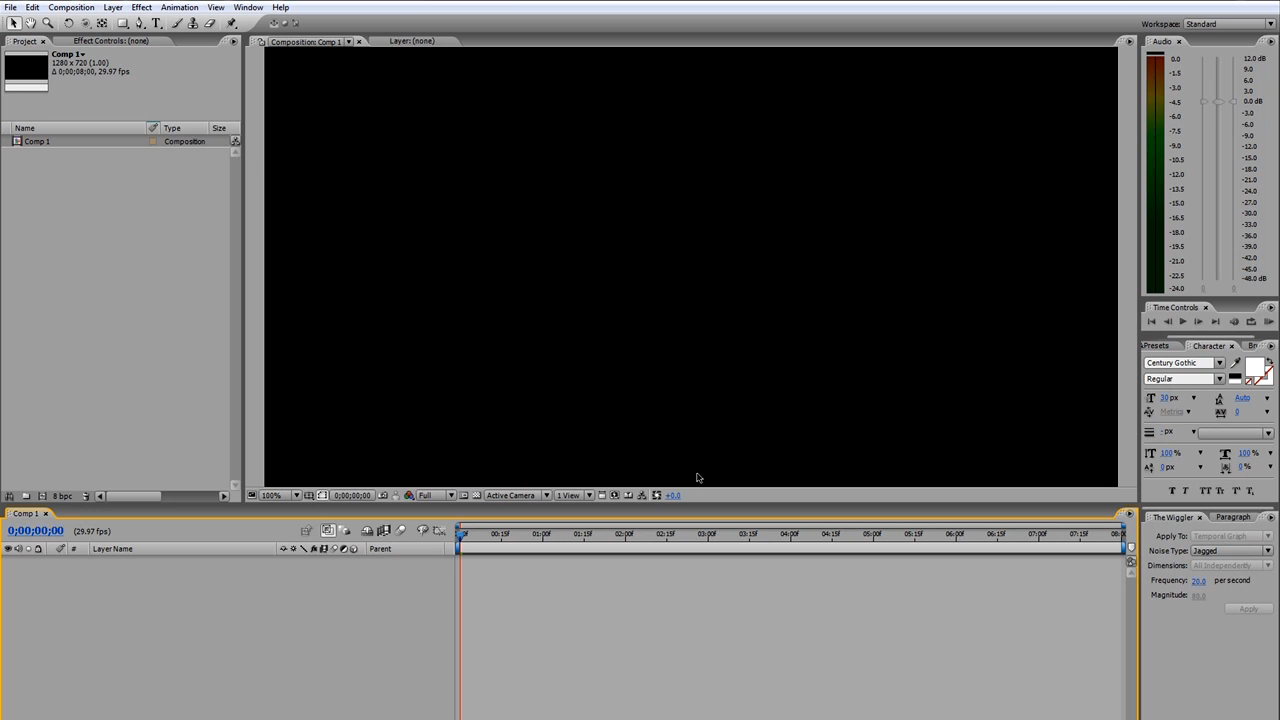 File Edit Composition Layer Effect Animation View Window Help
Workspace: Standard
Project × Effect Controls: (none)
Composition: Comp 1 × Layer: (none)
Comp 1
1280 x 720 (1.00)
Δ 0;00;08;00, 29.97 fps
Name Type Size
Comp 1 Composition
8 bpc
100% 0;00;00;00 Full Active Camera 1 View +0.0
Audio ×
0.0
-1.5
-3.0
-4.5
-6.0
-7.5
-9.0
-10.5
-12.0
-13.5
-15.0
-16.5
-18.0
-19.5
-21.0
-22.5
-24.0
12.0 dB
9.0
6.0
3.0
0.0 dB
-3.0
-6.0
-9.0
-12.0
-15.0
-18.0
-21.0
-24.0
-27.0
-30.0
-33.0
-36.0
-39.0
-42.0
-45.0
-48.0 dB
Time Controls ×
Presets Character × Br
Century Gothic
Regular
30 px Auto
Metrics 0
- px
100 % 100 %
0 px 0 %
T T TT Tr T' T,
Comp 1 ×
0;00;00;00 (29.97 fps)
# Layer Name Parent
00:15f 01:00f 01:15f 02:00f 02:15f 03:00f 03:15f 04:00f 04:15f 05:00f 05:15f 06:00f 06:15f 07:00f 07:15f 08:0
The Wiggler × Paragraph
Apply To: Temporal Graph
Noise Type: Jagged
Dimensions: All Independently
Frequency: 20.0 per second
Magnitude: 80.0
Apply